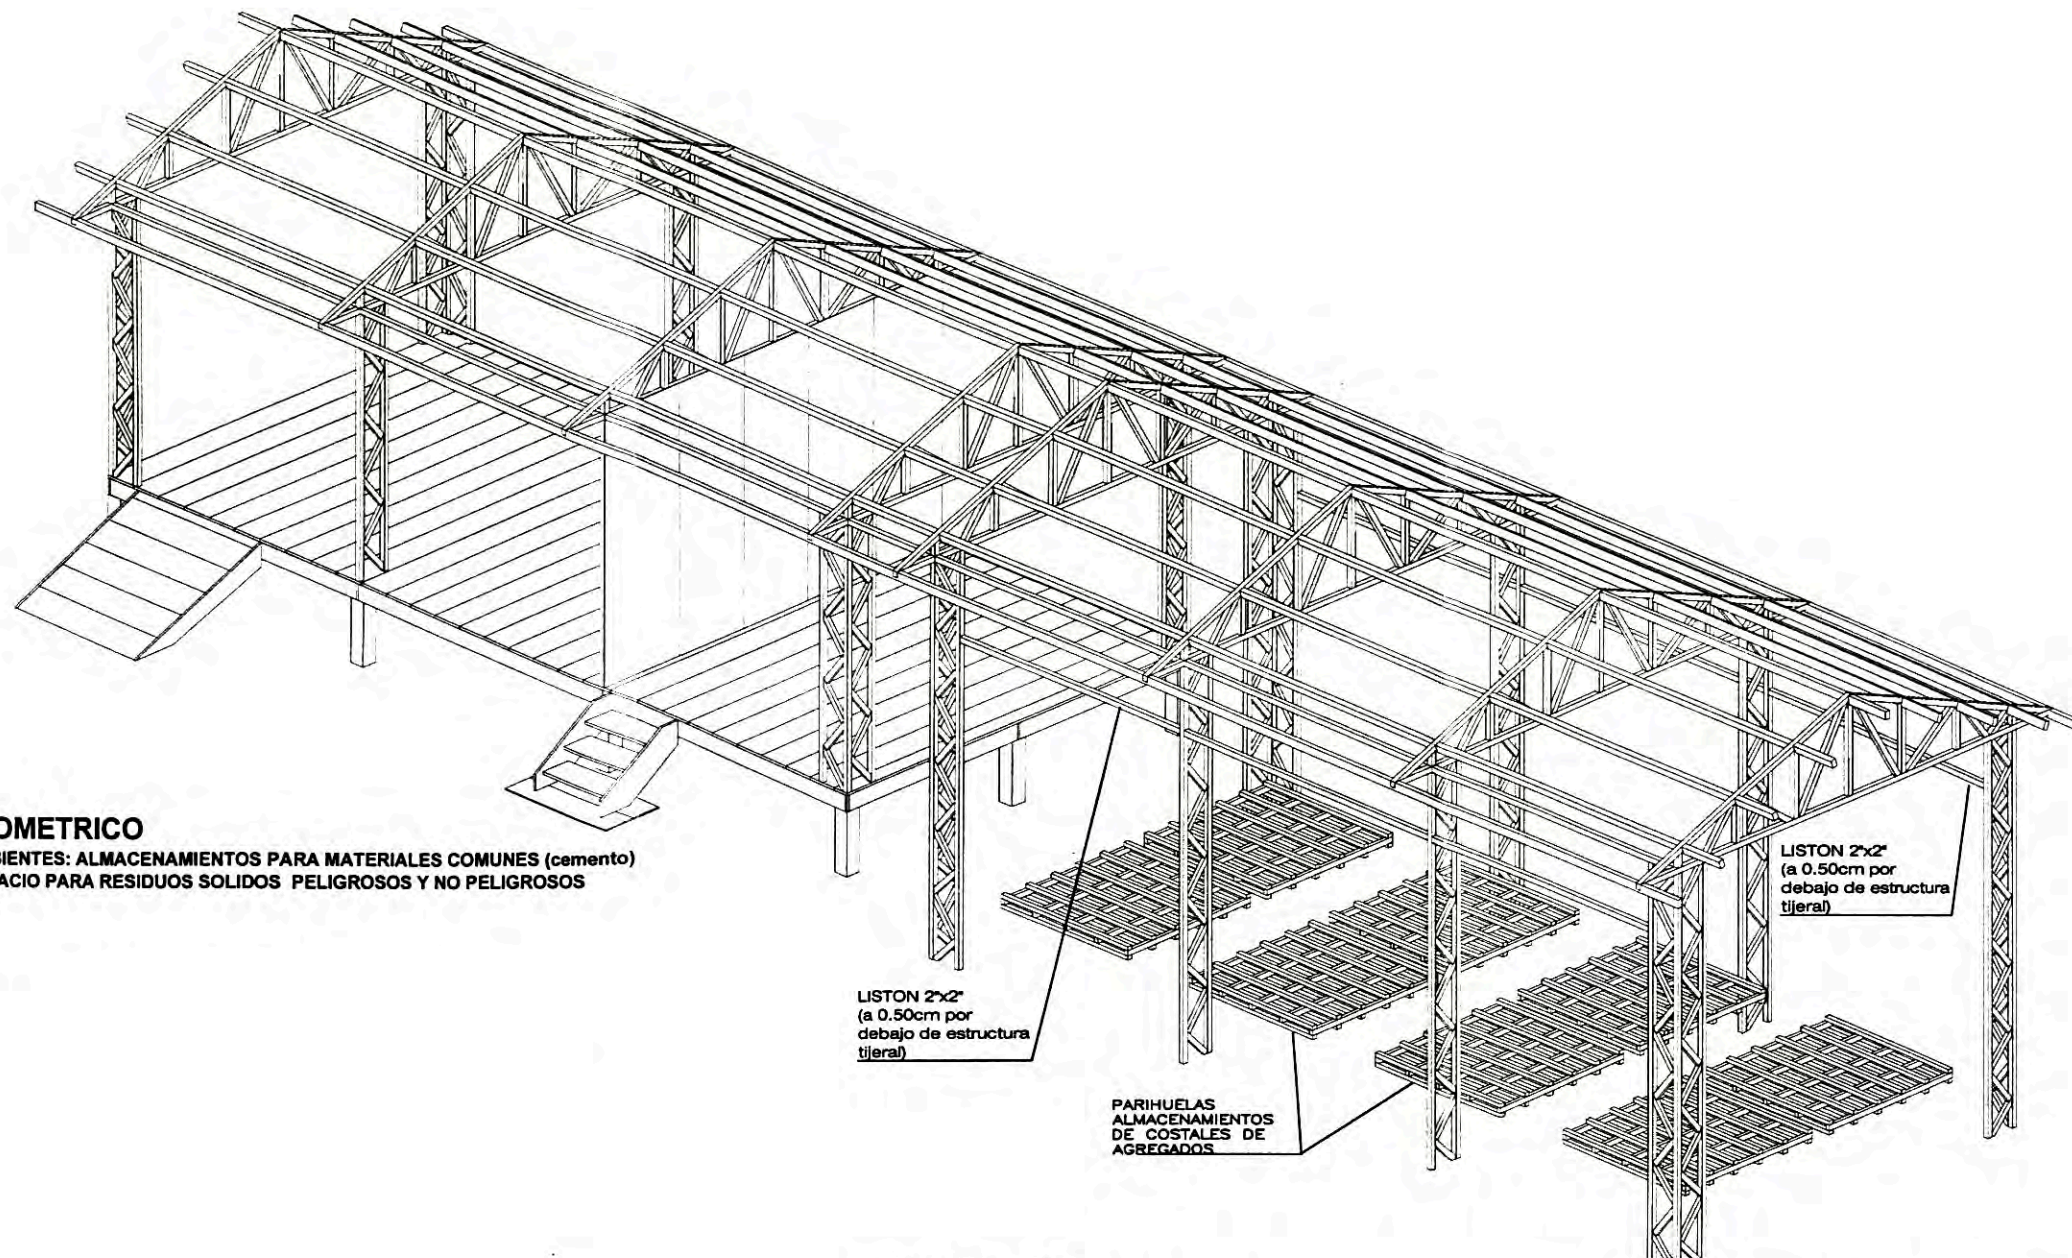 OMETRICO
IENTES: ALMACENAMIENTOS PARA MATERIALES COMUNES (cemento)
ACIO PARA RESIDUOS SOLIDOS PELIGROSOS Y NO PELIGROSOS
LISTON 2"x2"
(a 0.50cm por
debajo de estructura
tijeral)
LISTON 2"x2"
(a 0.50cm por
debajo de estructura
tijeral)
PARIHUELAS
ALMACENAMIENTOS
DE COSTALES DE
AGREGADOS